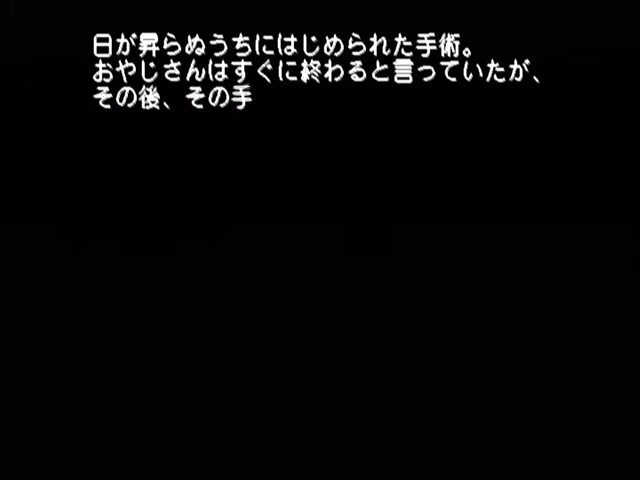 日が昇らぬうちにはじめられた手術。
おやじさんはすぐに終わると言っていたが、
その後、その手